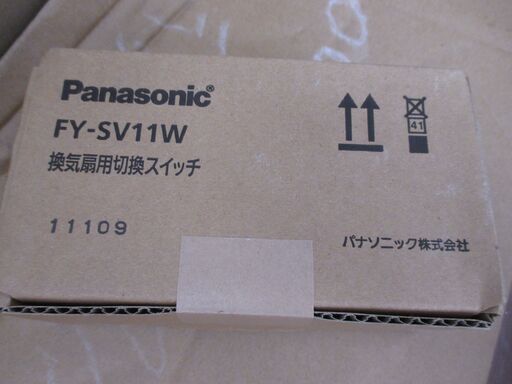 Panasonic®
FY-SV11W
換気扇用切換スイッチ
11109
41
パナソニック株式会社